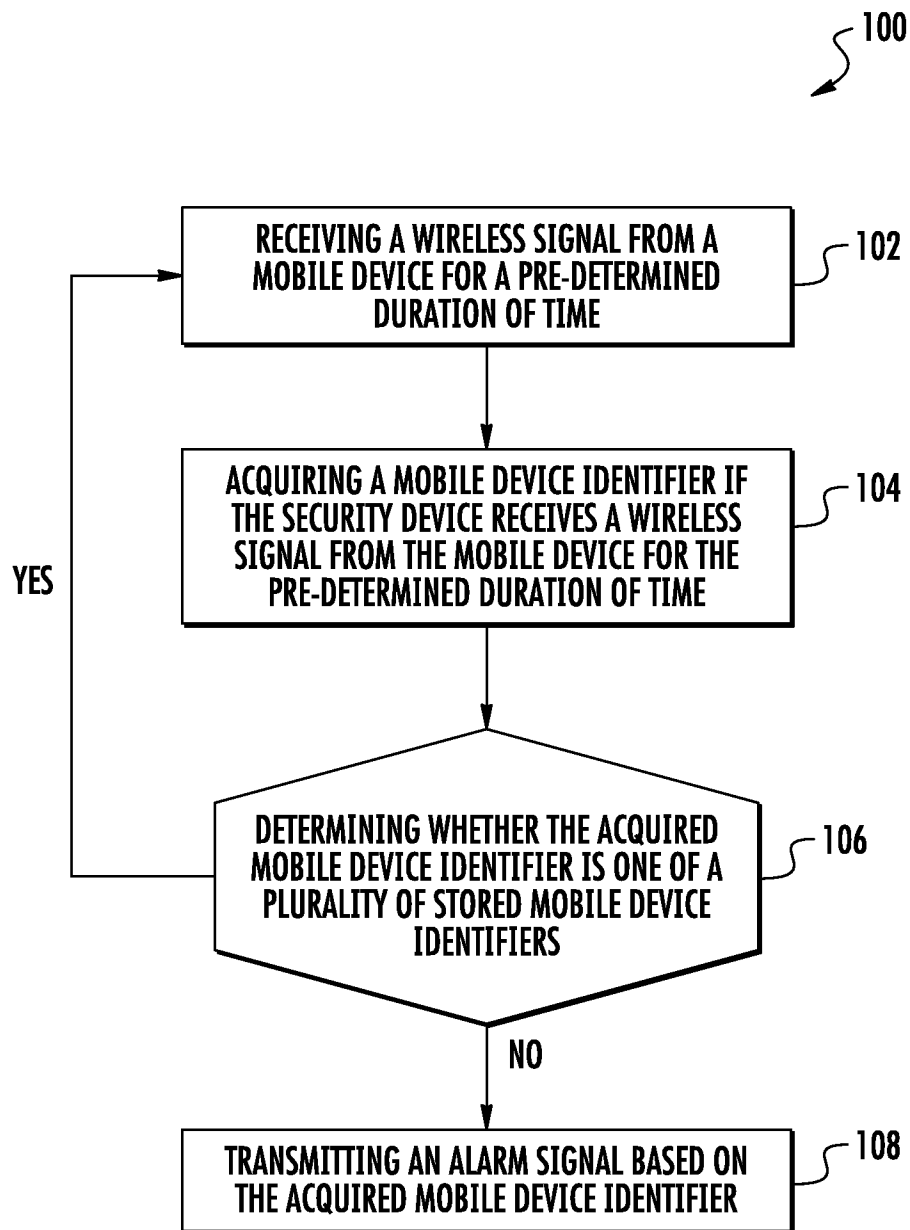 100
RECEIVING A WIRELESS SIGNAL FROM A
MOBILE DEVICE FOR A PRE-DETERMINED
DURATION OF TIME
102
ACQUIRING A MOBILE DEVICE IDENTIFIER IF
THE SECURITY DEVICE RECEIVES A WIRELESS
SIGNAL FROM THE MOBILE DEVICE FOR THE
PRE-DETERMINED DURATION OF TIME
104
YES
DETERMINING WHETHER THE ACQUIRED
MOBILE DEVICE IDENTIFIER IS ONE OF A
PLURALITY OF STORED MOBILE DEVICE
IDENTIFIERS
106
NO
TRANSMITTING AN ALARM SIGNAL BASED ON
THE ACQUIRED MOBILE DEVICE IDENTIFIER
108